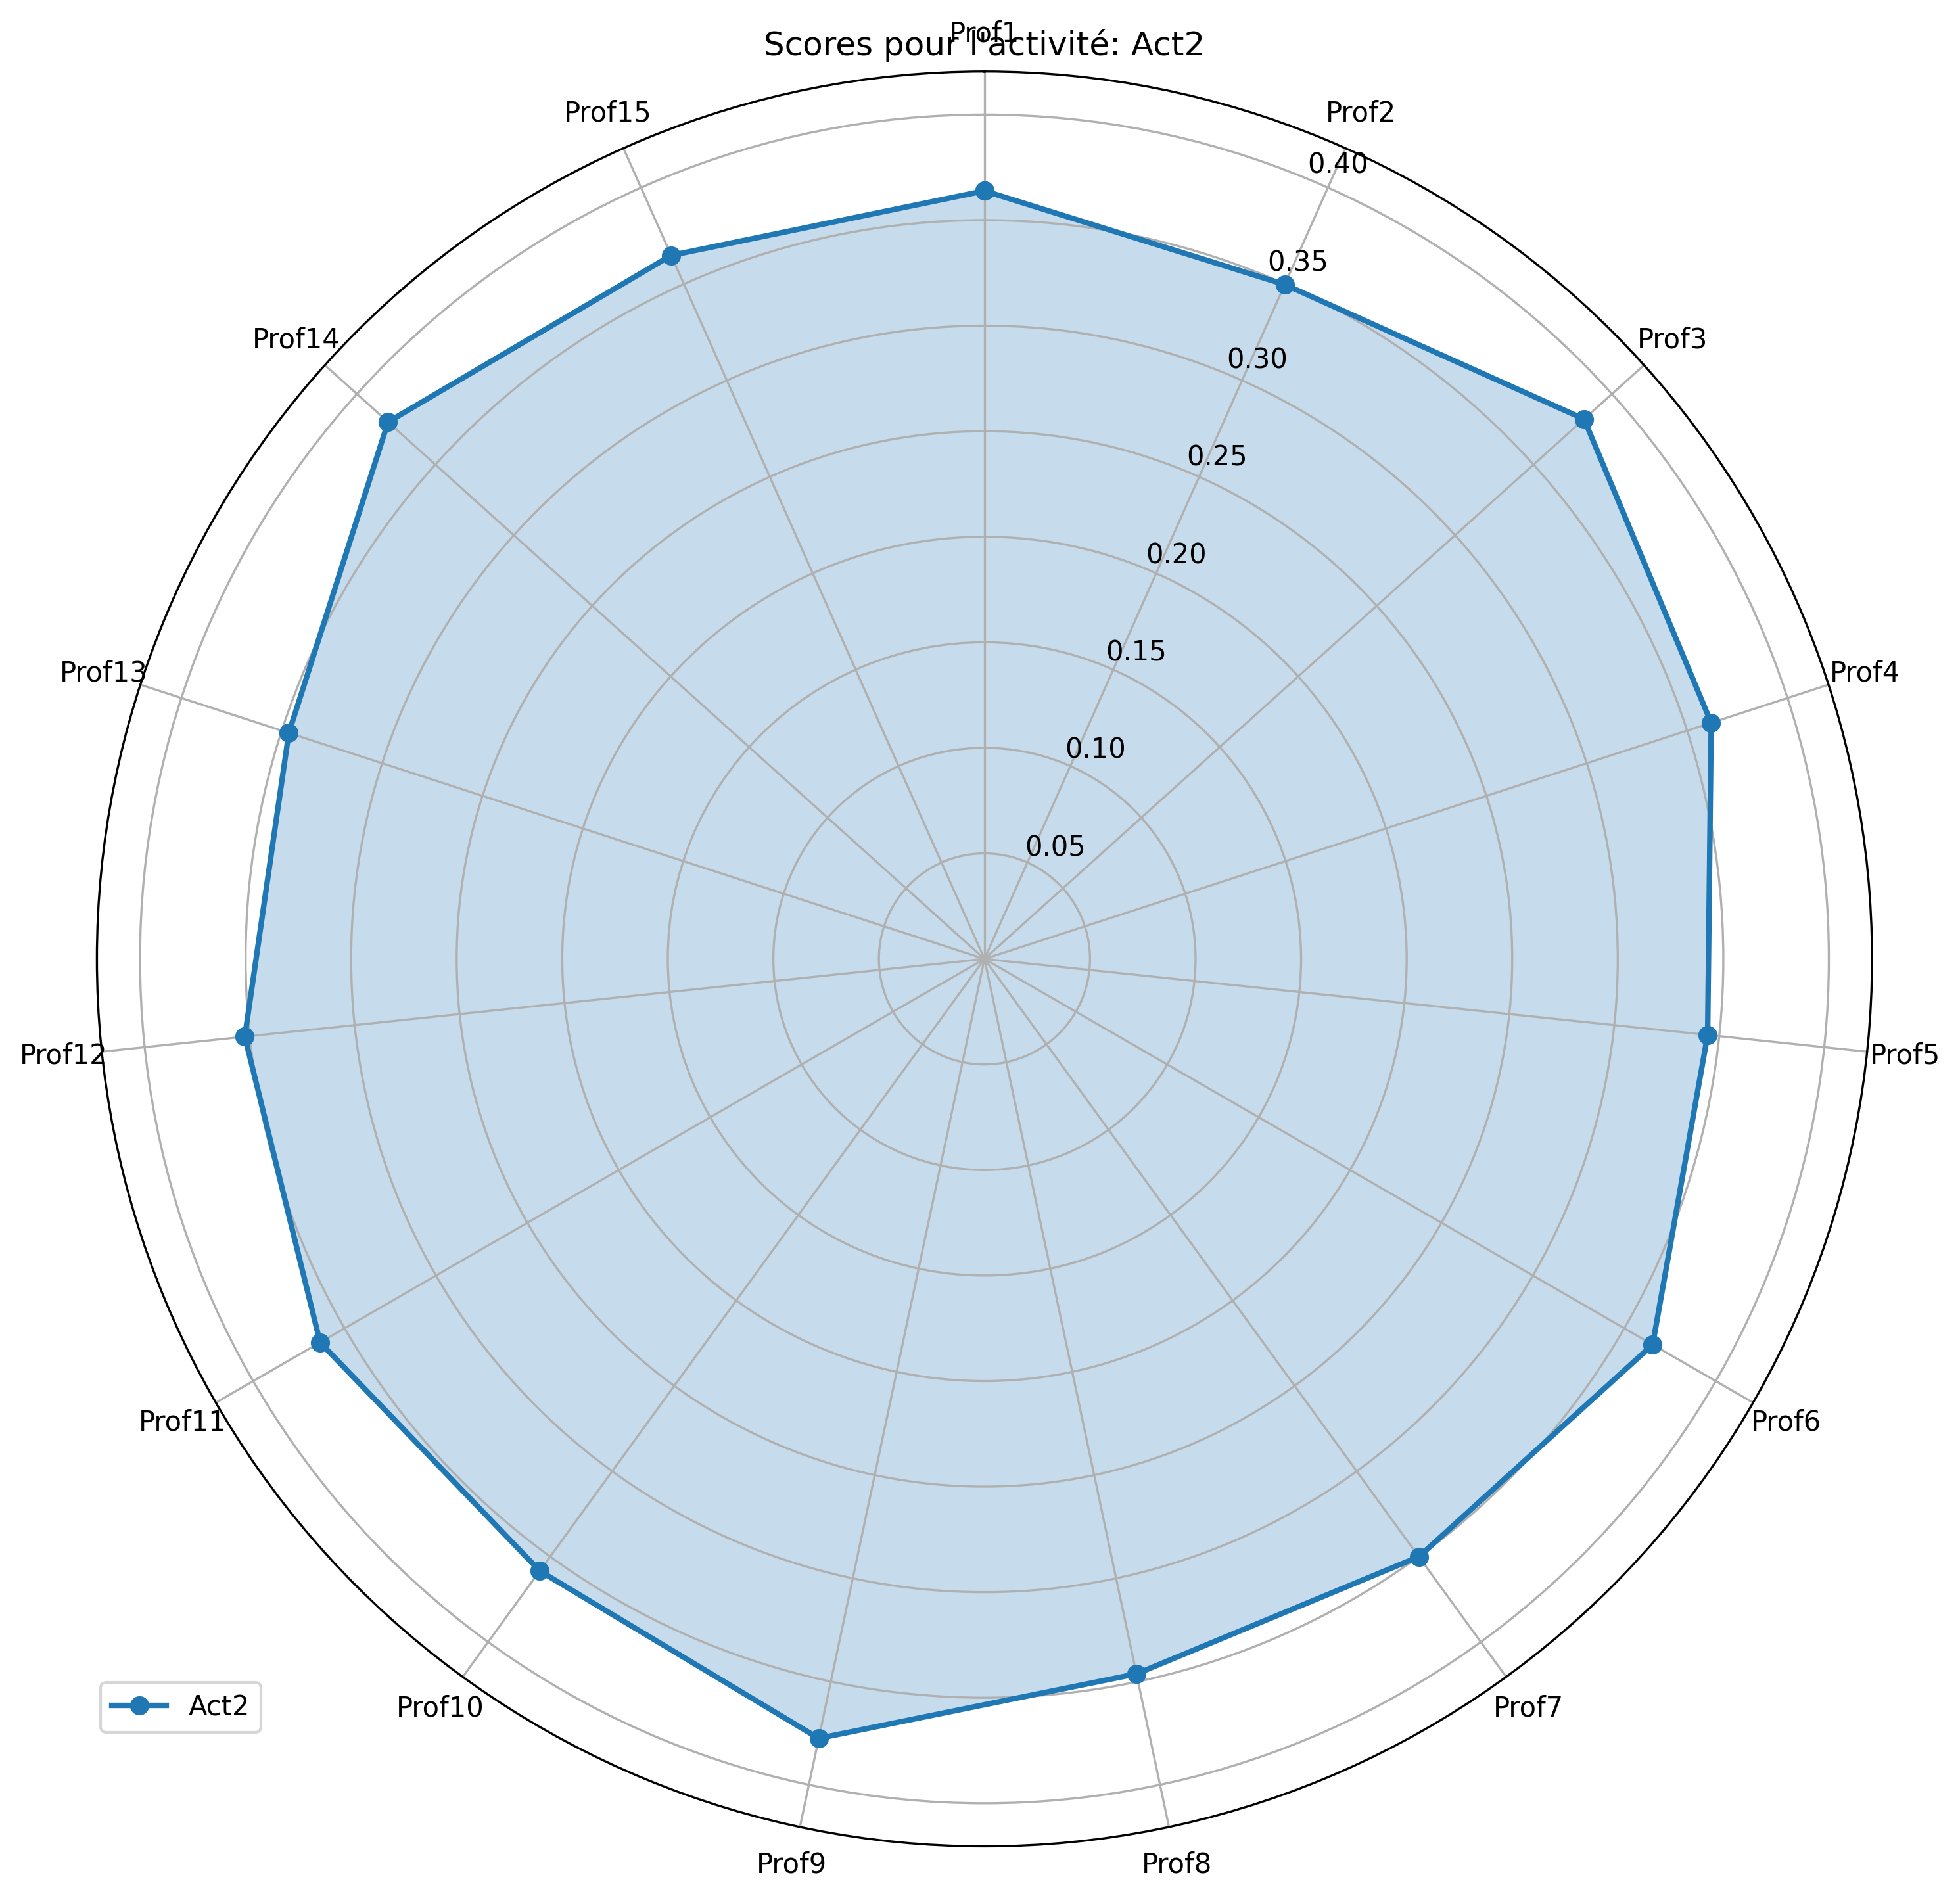 Prof1
Scores pour l'activité: Act2
Prof15
Prof2
0.40
0.35
Prof14
Prof3
0.30
0.25
0.20
0.15
Prof13
Prof4
0.10
0.05
Prof12
Prof5
Prof11
Prof6
Act2
Prof10
Prof7
Prof9
Prof8